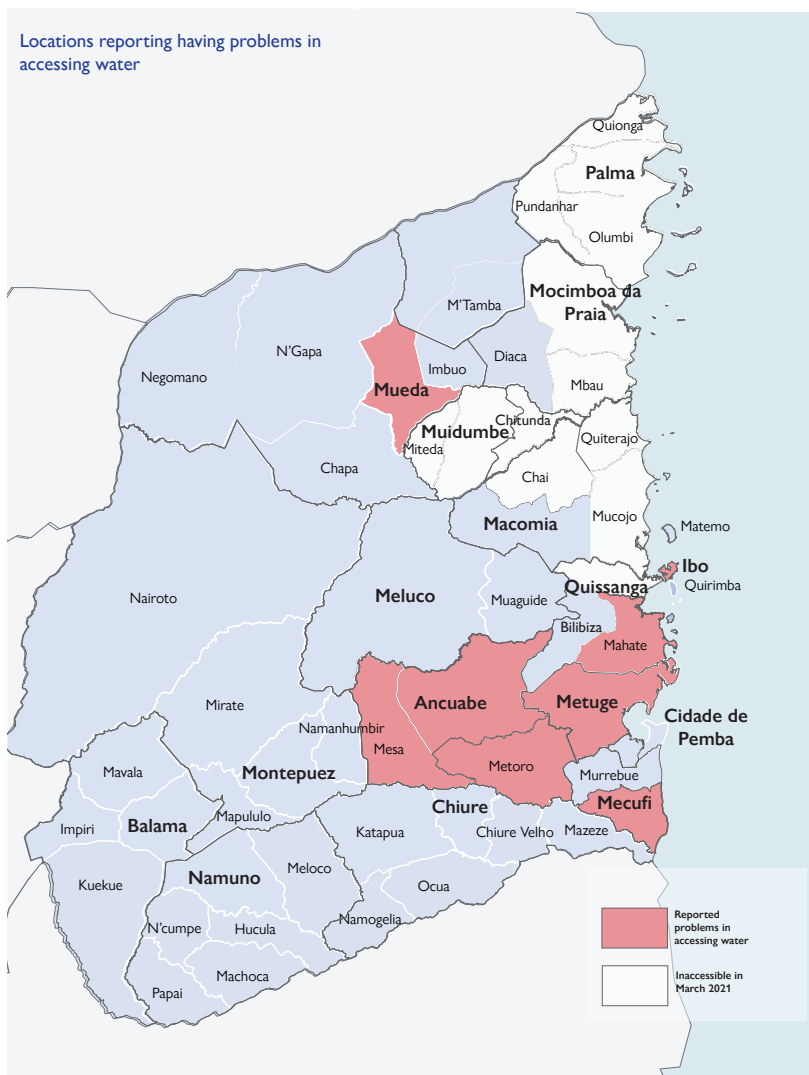 Locations reporting having problems in
accessing water
Quionga
Palma
Pundanhar
Olumbi
Mocimboa da
Praia
M'Tamba
N'Gapa
Diaca
Imbuo
Negomano
Mueda
Mbau
Chitunda
Muidumbe
Miteda
Quiterajo
Chapa
Chai
Mucojo
Macomia
Matemo
Ibo
Quirimba
Quissanga
Nairoto
Meluco
Muaguide
Bilibiza
Mahate
Mirate
Ancuabe
Metuge
Cidade de
Pemba
Namanhumbir
Mesa
Metoro
Montepuez
Murrebue
Mavala
Mecufi
Chiure
Mapululo
Impiri
Balama
Katapua
Chiure Velho
Mazeze
Meloco
Kuekue
Namuno
Ocua
Namogelia
N'cumpe
Hucula
Machoca
Papai
Reported
problems in
accessing water
Inaccessible in
March 2021